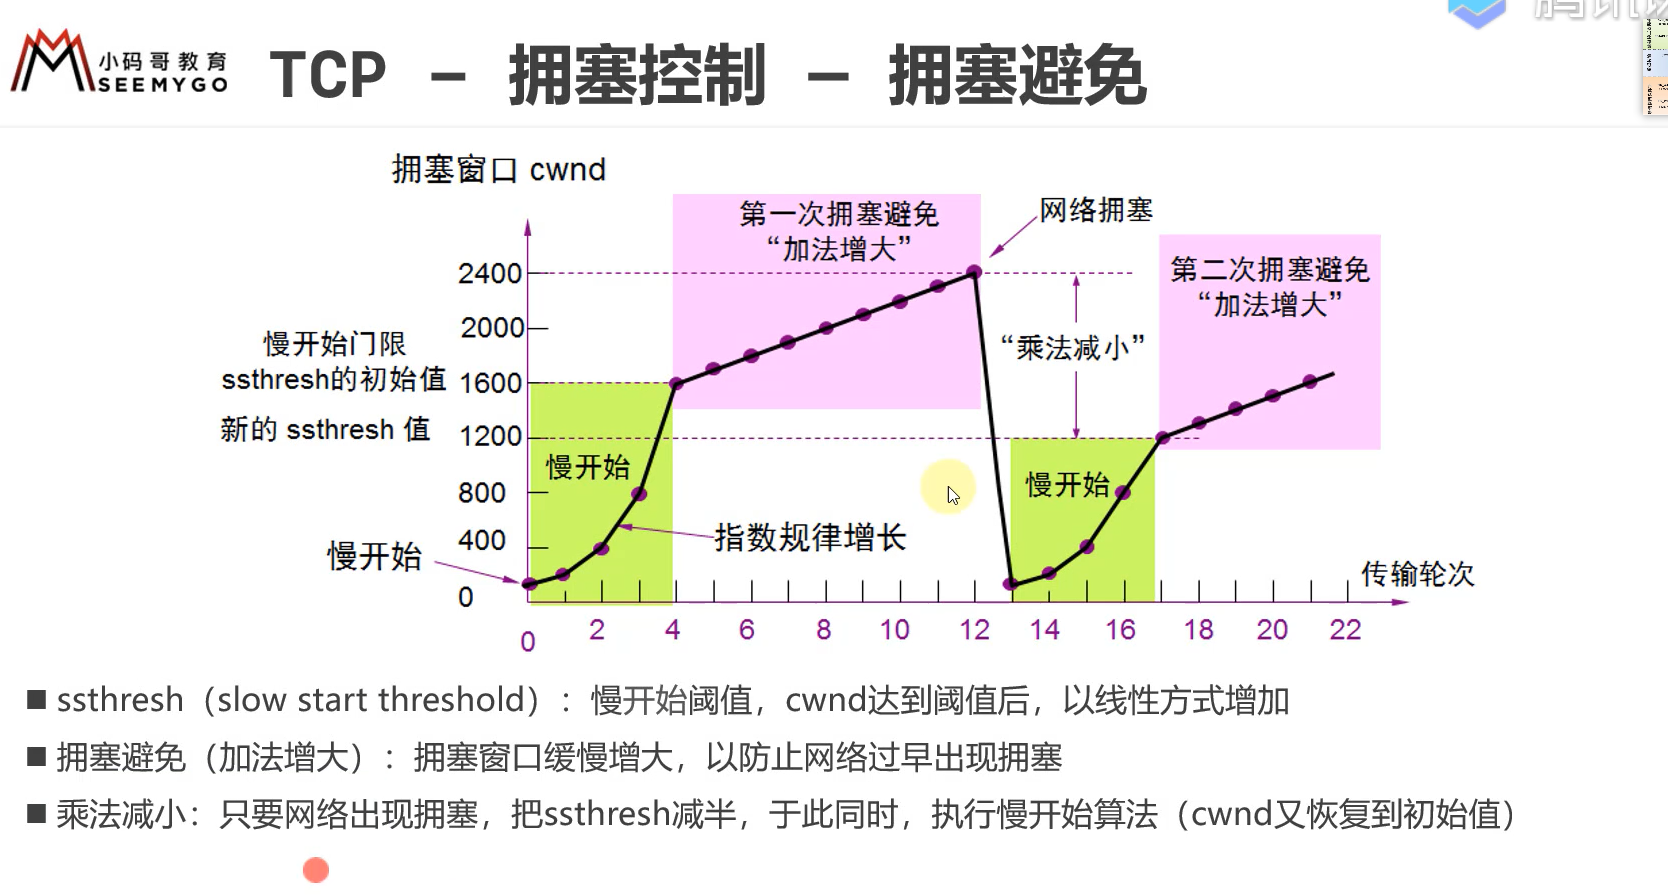 小码哥教育
SEEMYGO
TCP – 拥塞控制 – 拥塞避免
拥塞窗口 cwnd
第一次拥塞避免
“加法增大”
网络拥塞
第二次拥塞避免
“加法增大”
2400
2000
慢开始门限
ssthresh的初始值
1600
新的 ssthresh 值
1200
“乘法减小”
慢开始
慢开始
800
400
指数规律增长
慢开始
0
传输轮次
0 2 4 6 8 10 12 14 16 18 20 22
■ ssthresh（slow start threshold）：慢开始阈值，cwnd达到阈值后，以线性方式增加
■ 拥塞避免（加法增大）：拥塞窗口缓慢增大，以防止网络过早出现拥塞
■ 乘法减小：只要网络出现拥塞，把ssthresh减半，于此同时，执行慢开始算法（cwnd又恢复到初始值）